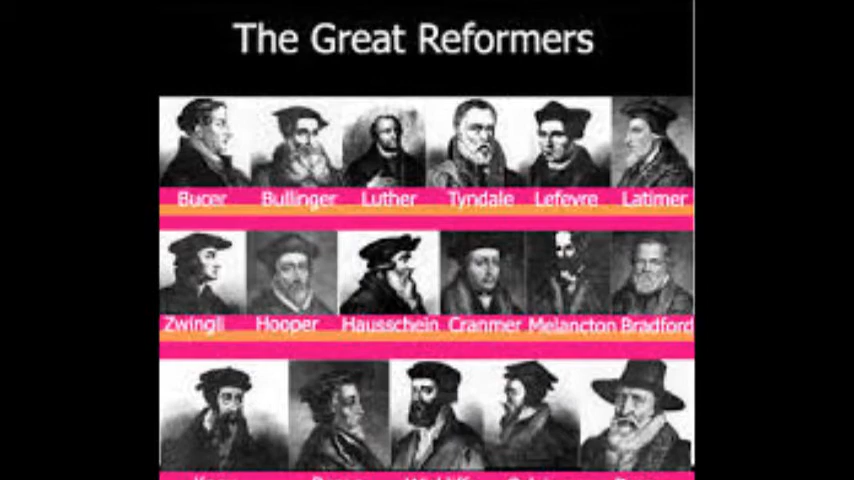 The Great Reformers
Bucer Bullinger Luther Tyndale Lefevre Latimer
Zwingli Hooper Hausschein Cranmer Melancton Bradford